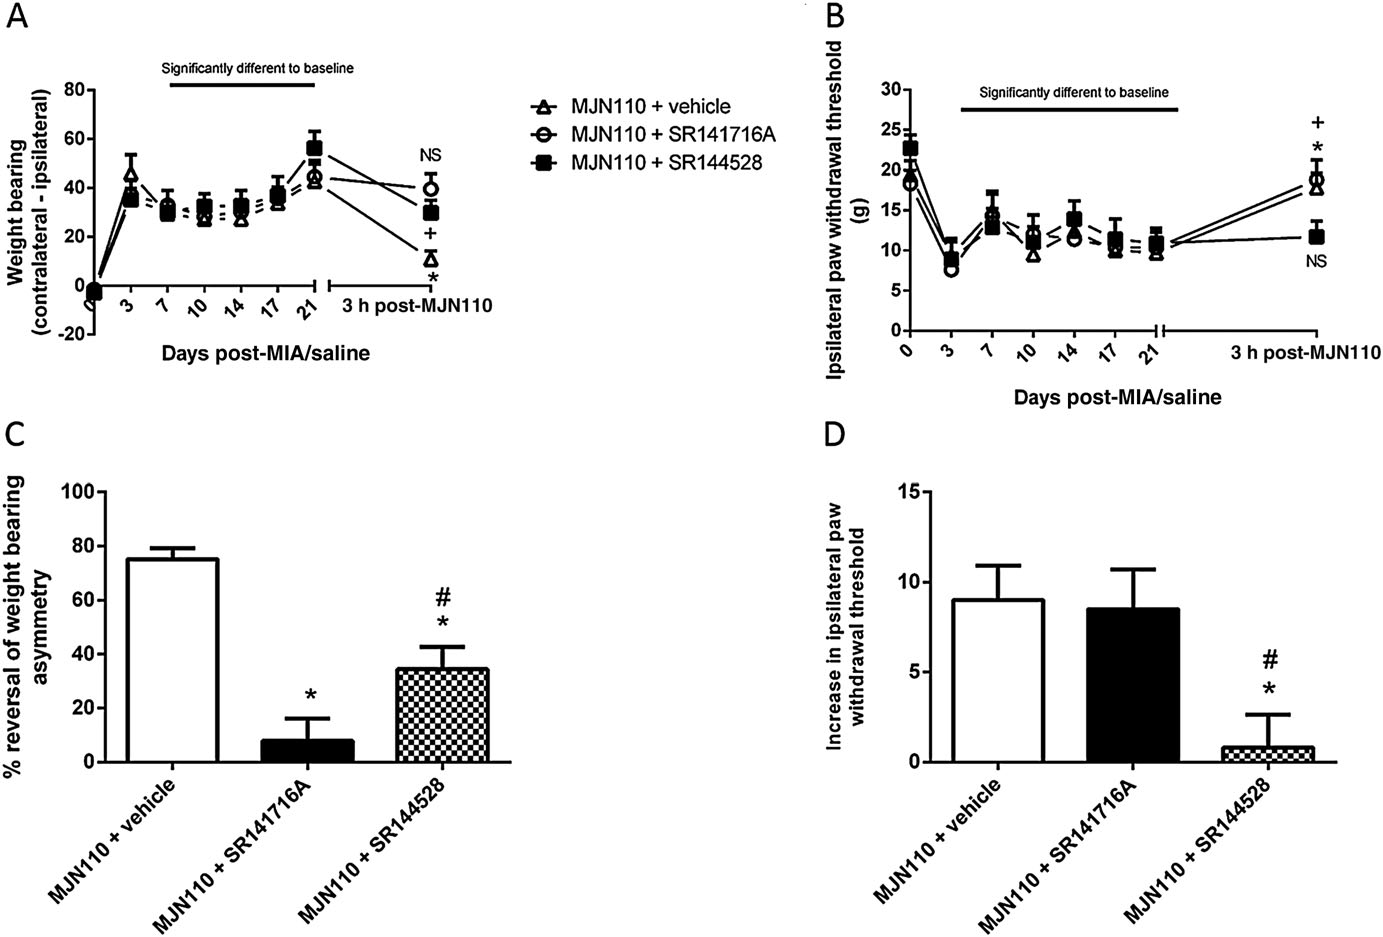 A
Significantly different to baseline
Weight bearing
(contralateral - ipsilateral)
80
60
40
20
0
-20
0
3
7
10
14
17
21
3 h post-MJN110
NS
+
*
Days post-MIA/saline
MJN110 + vehicle
MJN110 + SR141716A
MJN110 + SR144528
B
Significantly different to baseline
Ipsilateral paw withdrawal threshold
(g)
30
25
20
15
10
5
0
0
3
7
10
14
17
21
3 h post-MJN110
+
*
NS
Days post-MIA/saline
C
% reversal of weight bearing
asymmetry
100
80
60
40
20
0
*
#
*
MJN110 + vehicle
MJN110 + SR141716A
MJN110 + SR144528
D
Increase in ipsilateral paw
withdrawal threshold
15
10
5
0
#
*
MJN110 + vehicle
MJN110 + SR141716A
MJN110 + SR144528